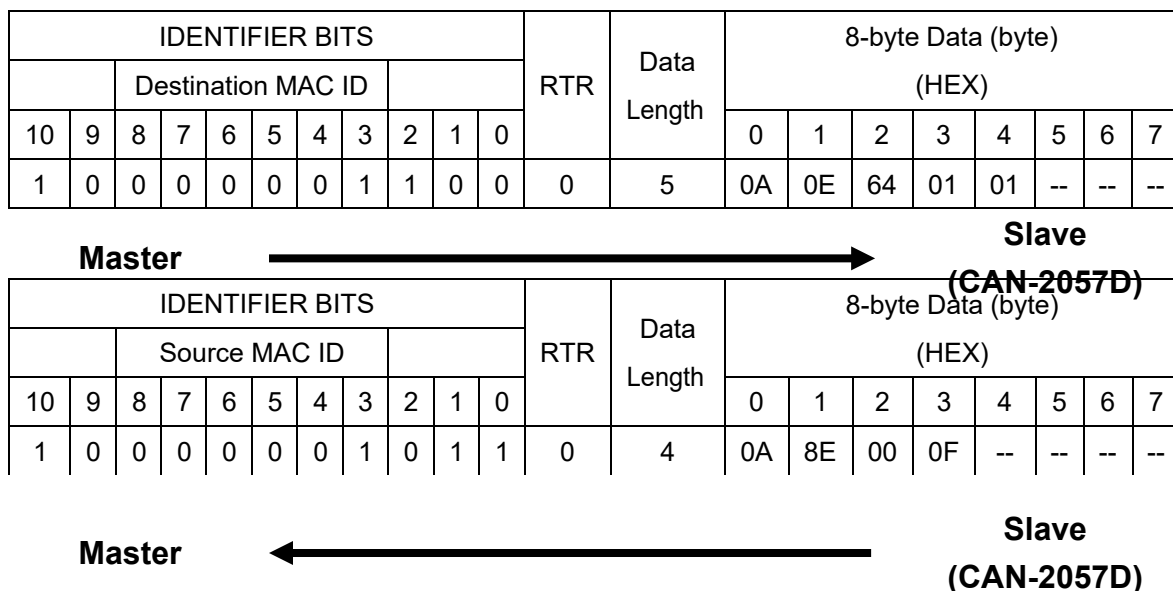 IDENTIFIER BITS RTR Data Length 8-byte Data (byte) (HEX)
Destination MAC ID
10 9 8 7 6 5 4 3 2 1 0 0 1 2 3 4 5 6 7
1 0 0 0 0 0 0 1 1 0 0 0 5 0A 0E 64 01 01 -- -- --
Master Slave (CAN-2057D)
IDENTIFIER BITS RTR Data Length 8-byte Data (byte) (HEX)
Source MAC ID
10 9 8 7 6 5 4 3 2 1 0 0 1 2 3 4 5 6 7
1 0 0 0 0 0 0 1 0 1 1 0 4 0A 8E 00 0F -- -- -- --
Master Slave (CAN-2057D)